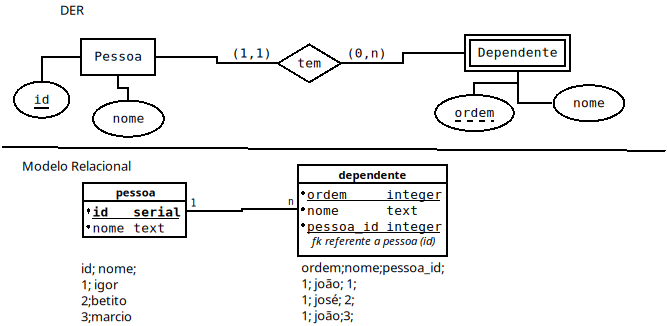 DER
Pessoa
(1,1)
tem
(0,n)
Dependente
id
nome
ordem
nome
Modelo Relacional
pessoa
id serial
nome text
1
n
dependente
ordem integer
nome text
pessoa_id integer
fk referente a pessoa (id)
id; nome;
1; igor
2;betito
3;marcio
ordem;nome;pessoa_id;
1; joão; 1;
1; josé; 2;
1; joão;3;